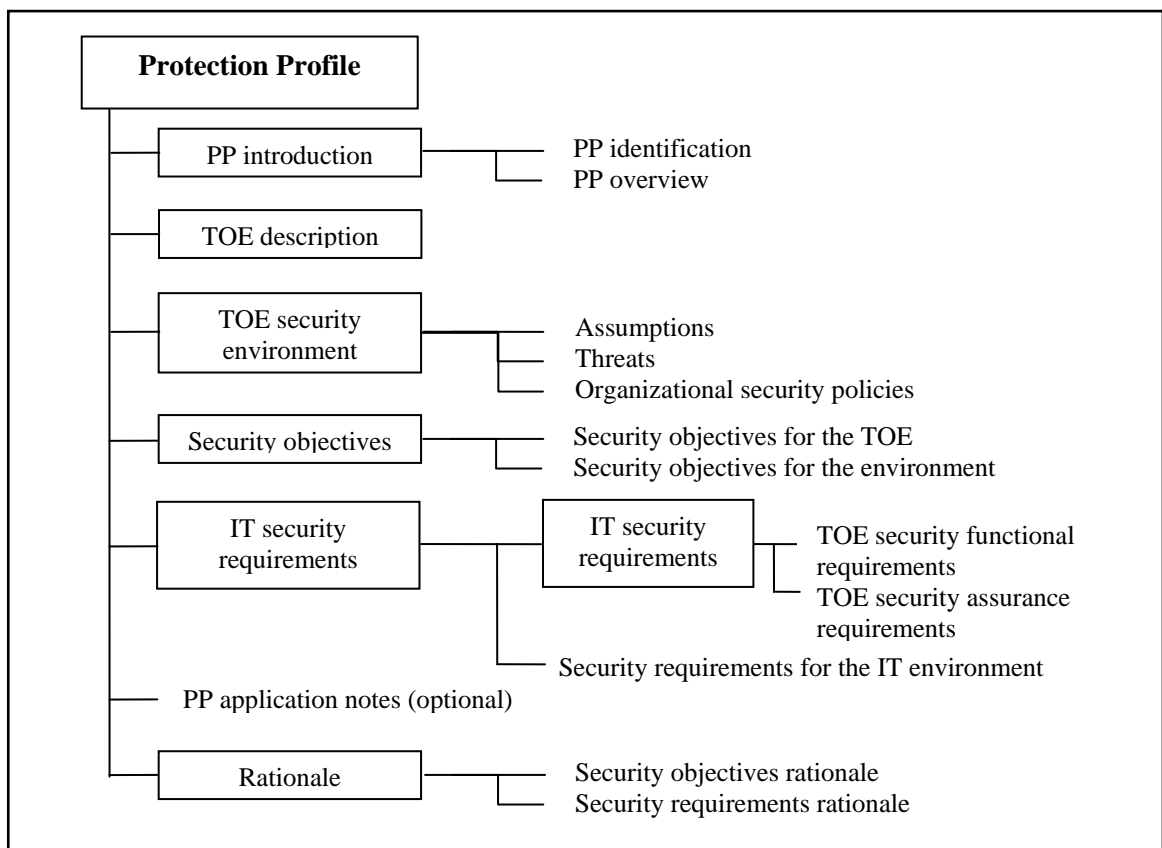 Protection Profile
PP introduction
PP identification
PP overview
TOE description
TOE security
environment
Assumptions
Threats
Organizational security policies
Security objectives
Security objectives for the TOE
Security objectives for the environment
IT security
requirements
IT security
requirements
TOE security functional
requirements
TOE security assurance
requirements
Security requirements for the IT environment
PP application notes (optional)
Rationale
Security objectives rationale
Security requirements rationale